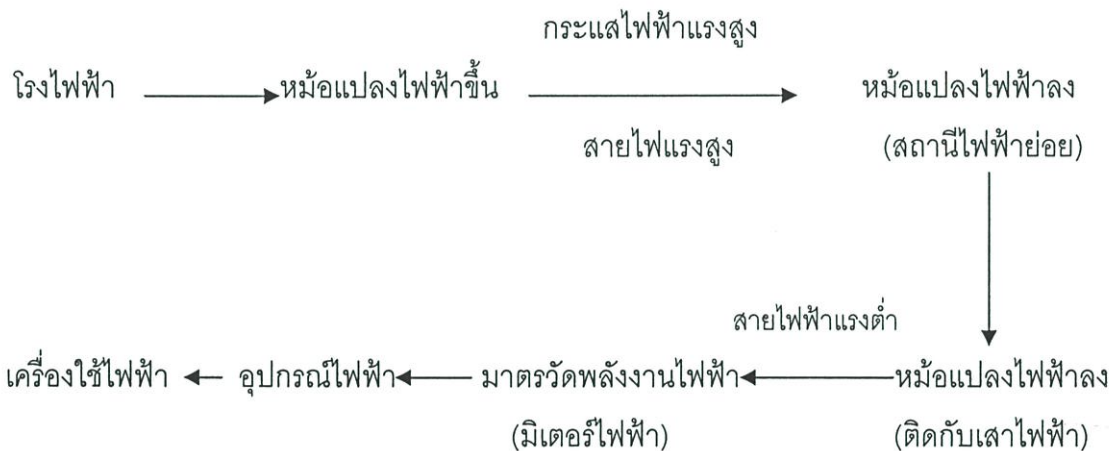 กระแสไฟฟ้าแรงสูง
โรงไฟฟ้า หม้อแปลงไฟฟ้าขึ้น หม้อแปลงไฟฟ้าลง
สายไฟแรงสูง (สถานีไฟฟ้าย่อย)
สายไฟฟ้าแรงต่ำ
เครื่องใช้ไฟฟ้า อุปกรณ์ไฟฟ้า มาตรวัดพลังงานไฟฟ้า หม้อแปลงไฟฟ้าลง
(มิเตอร์ไฟฟ้า) (ติดกับเสาไฟฟ้า)